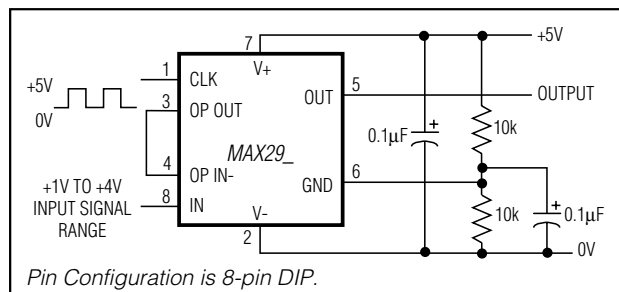 7
+5V
V+
1
CLK
+5V
0V
3
OP OUT
OUT
5
OUTPUT
10k
0.1µF
+
MAX29_
4
OP IN-
GND
6
+1V TO +4V
INPUT SIGNAL
RANGE
8
IN
V-
2
10k
+
0.1µF
0V
Pin Configuration is 8-pin DIP.